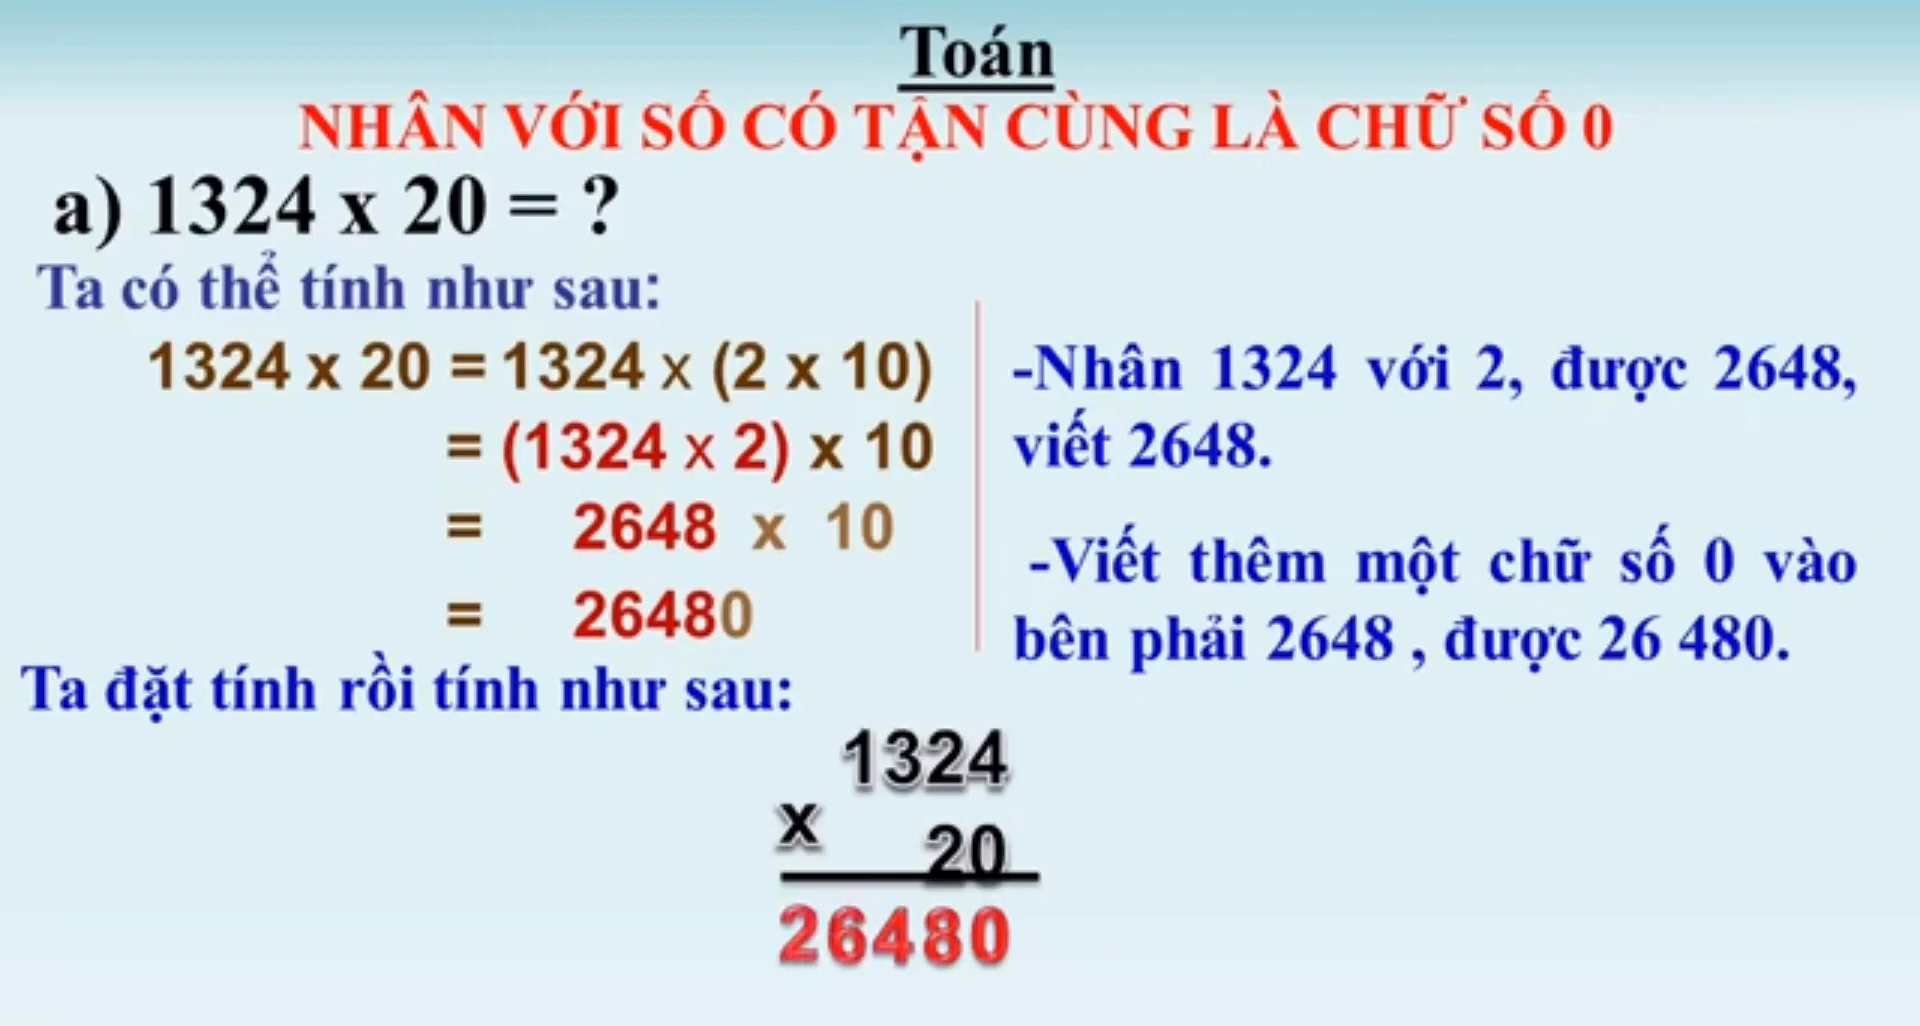 Toán
NHÂN VỚI SỐ CÓ TẬN CÙNG LÀ CHỮ SỐ 0
a) 1324 x 20 = ?
Ta có thể tính như sau:
1324 x 20 = 1324 x (2 x 10)
= (1324 x 2) x 10
= 2648 x 10
= 26480
-Nhân 1324 với 2, được 2648,
viết 2648.
-Viết thêm một chữ số 0 vào
bên phải 2648 , được 26 480.
Ta đặt tính rồi tính như sau:
1324
x
20
26480